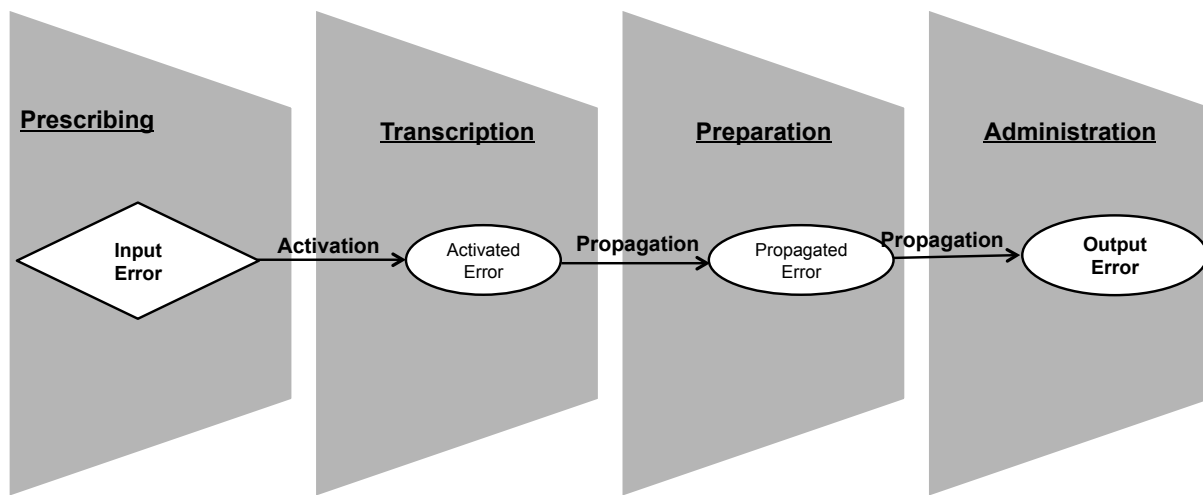 Prescribing
Transcription
Preparation
Administration
Input
Error
Activation
Activated
Error
Propagation
Propagated
Error
Propagation
Output
Error